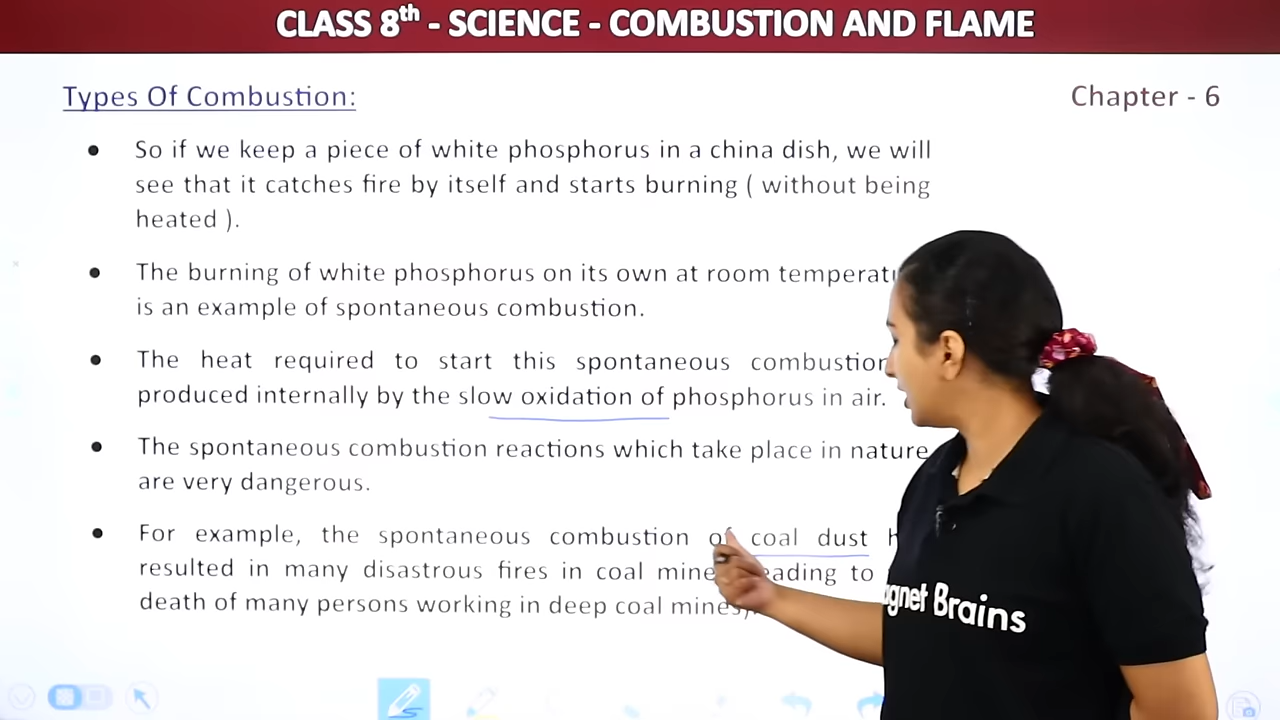 CLASS 8th - SCIENCE - COMBUSTION AND FLAME
Types Of Combustion:
Chapter - 6
• So if we keep a piece of white phosphorus in a china dish, we will
see that it catches fire by itself and starts burning ( without being
heated ).
• The burning of white phosphorus on its own at room
is an example of spontaneous combustion.
• The heat required to start this spontaneous combustion
produced internally by the slow oxidation of phosphorus in air.
• The spontaneous combustion reactions which take place in nature
are very dangerous.
• For example, the spontaneous combustion of coal dust
resulted in many disastrous fires in coal to
death of many persons working in deep coal
Brains